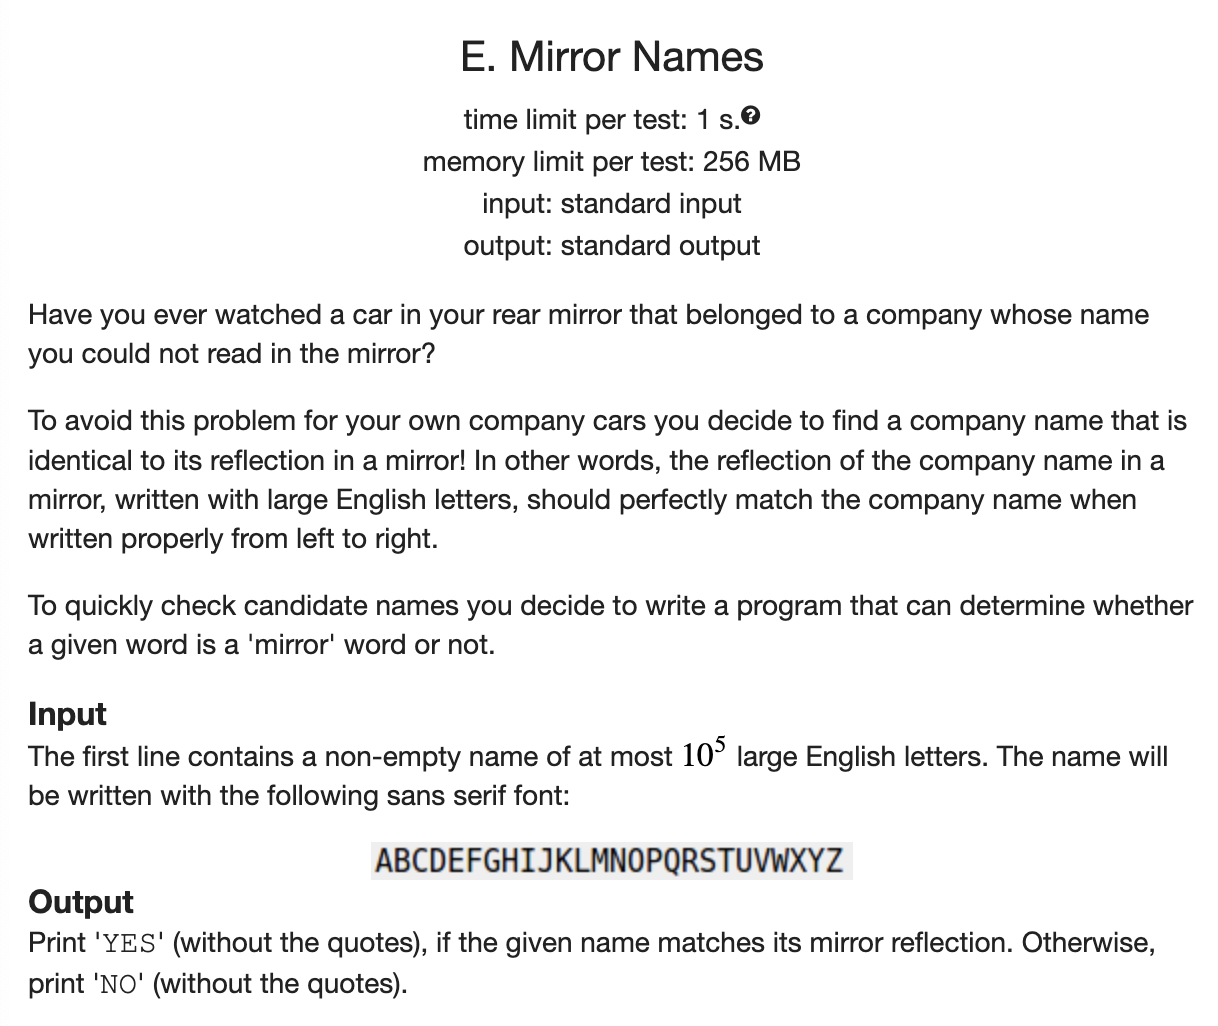 E. Mirror Names
time limit per test: 1 s.?
memory limit per test: 256 MB
input: standard input
output: standard output
Have you ever watched a car in your rear mirror that belonged to a company whose name
you could not read in the mirror?
To avoid this problem for your own company cars you decide to find a company name that is
identical to its reflection in a mirror! In other words, the reflection of the company name in a
mirror, written with large English letters, should perfectly match the company name when
written properly from left to right.
To quickly check candidate names you decide to write a program that can determine whether
a given word is a 'mirror' word or not.
Input
The first line contains a non-empty name of at most 10⁵ large English letters. The name will
be written with the following sans serif font:
ABCDEFGHIJKLMNOPQRSTUVWXYZ
Output
Print 'YES' (without the quotes), if the given name matches its mirror reflection. Otherwise,
print 'NO' (without the quotes).